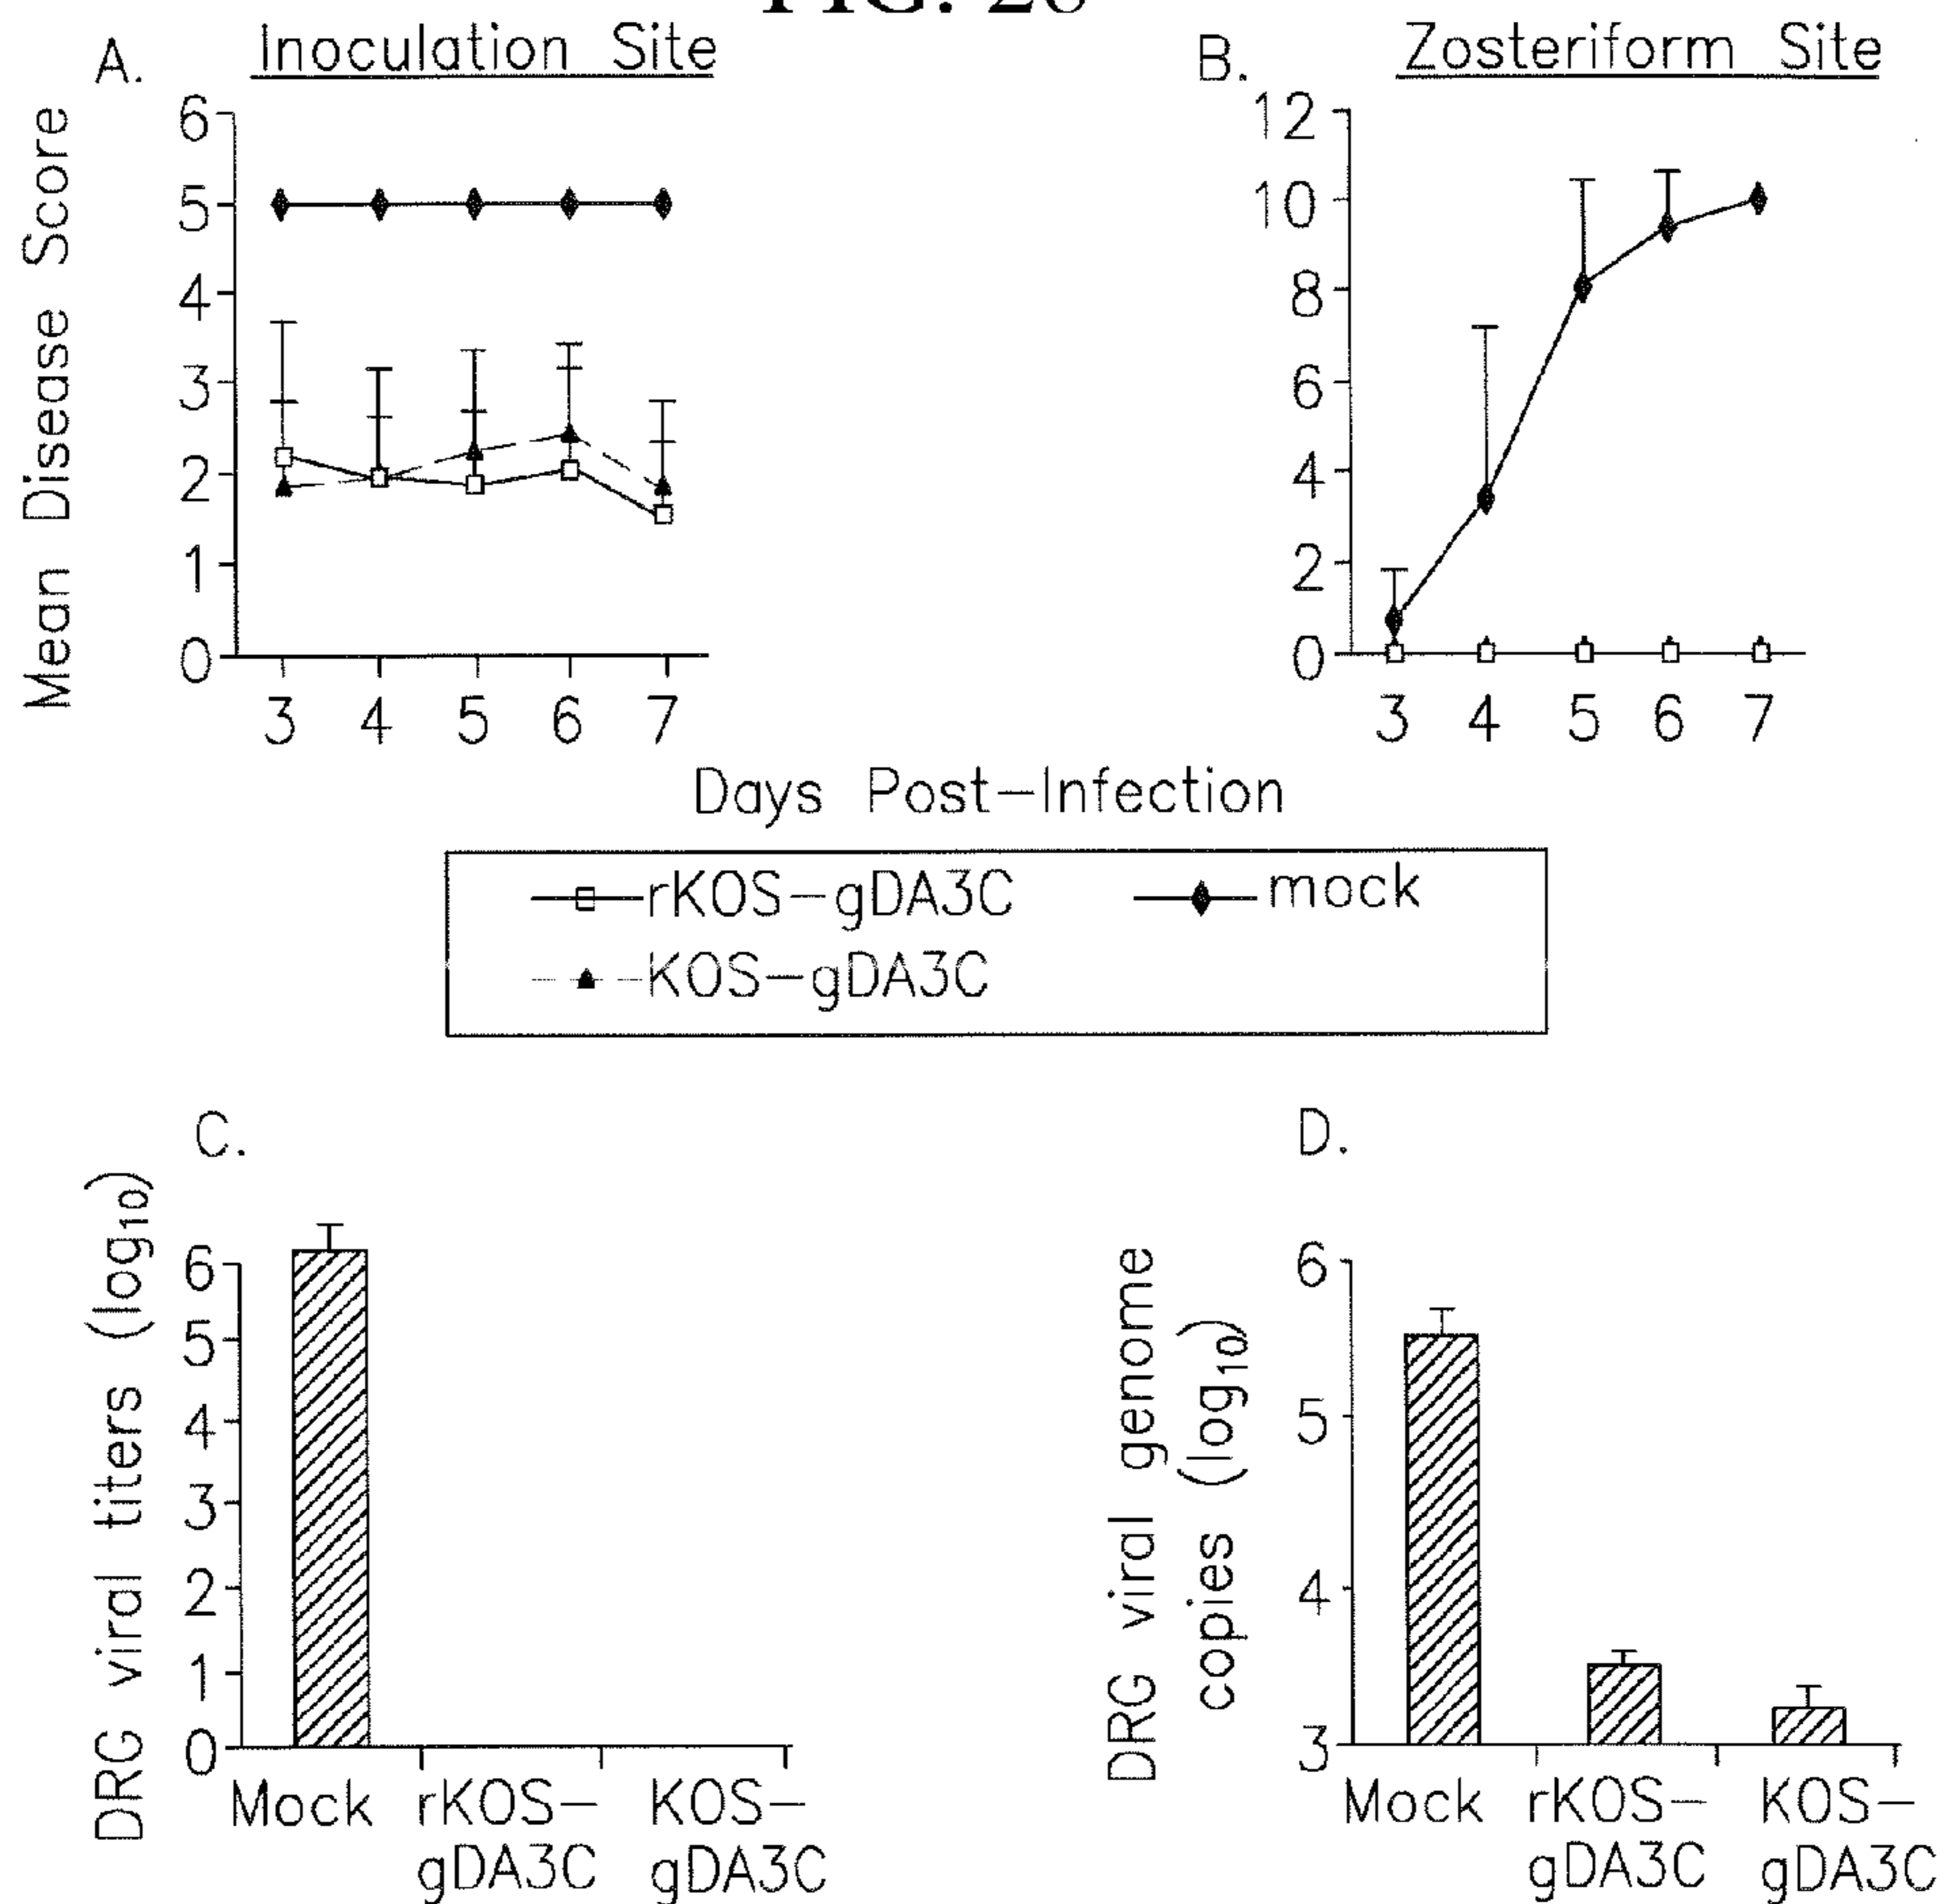 A.
Inoculation Site
Mean Disease Score
6
5
4
3
2
1
0
3 4 5 6 7
B.
Zosteriform Site
12
10
8
6
4
2
0
3 4 5 6 7
Days Post-Infection
rKOS-gDA3C
mock
KOS-gDA3C
C.
DRG viral titers (log10)
6
5
4
3
2
1
0
Mock rKOS- KOS-
gDA3C gDA3C
D.
DRG viral genome
copies (log10)
6
5
4
3
Mock rKOS- KOS-
gDA3C gDA3C